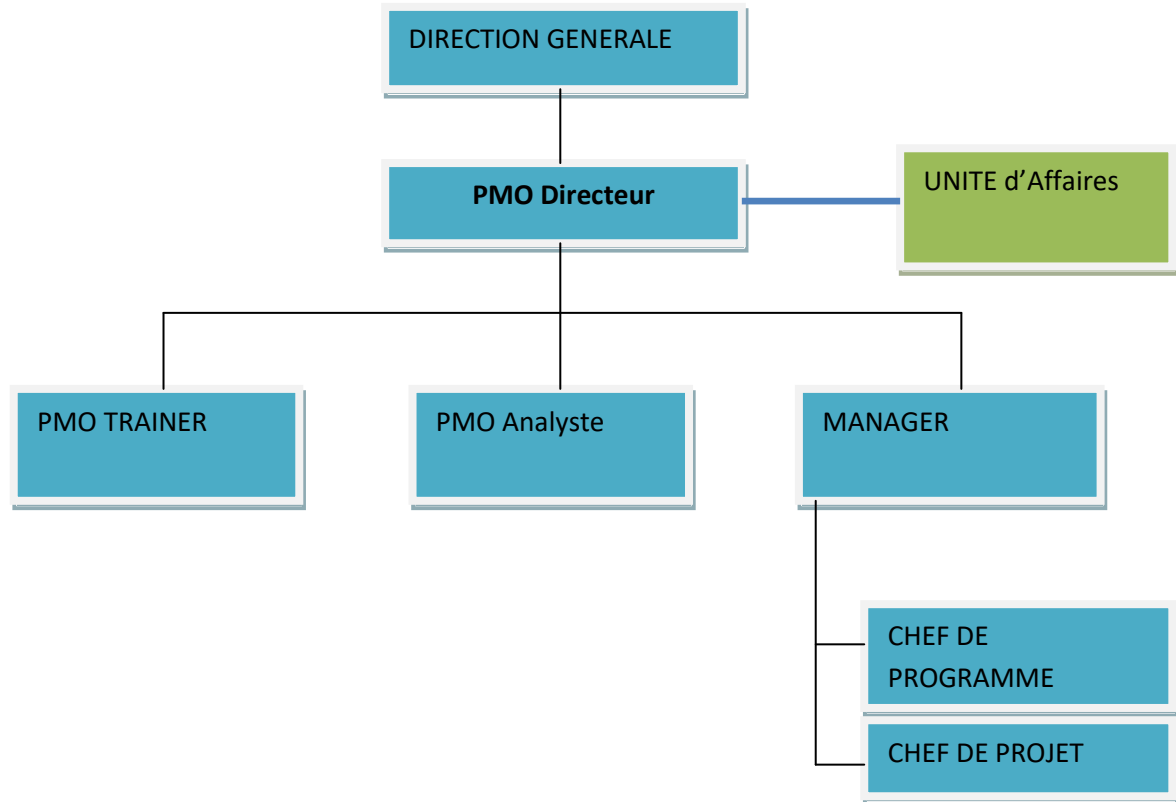 DIRECTION GENERALE
PMO Directeur
UNITE d'Affaires
PMO TRAINER
PMO Analyste
MANAGER
CHEF DE
PROGRAMME
CHEF DE PROJET